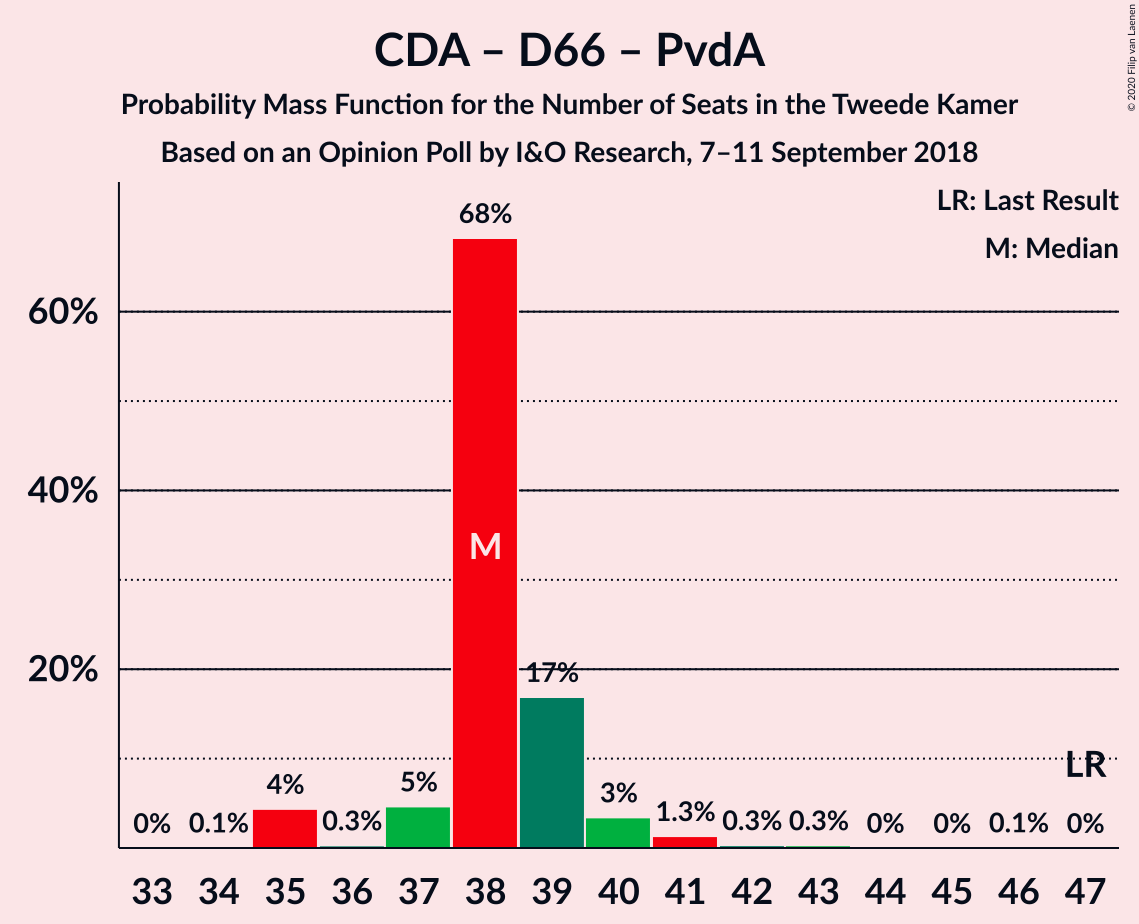 CDA – D66 – PvdA
Probability Mass Function for the Number of Seats in the Tweede Kamer
Based on an Opinion Poll by I&O Research, 7–11 September 2018
© 2020 Filip van Laenen
LR: Last Result
M: Median
68%
60%
40%
M
20%
17%
LR
4%
5%
3%
1.3%
0%
0.1%
0.3%
0.3%
0.3%
0%
0%
0.1%
0%
33 34 35 36 37 38 39 40 41 42 43 44 45 46 47